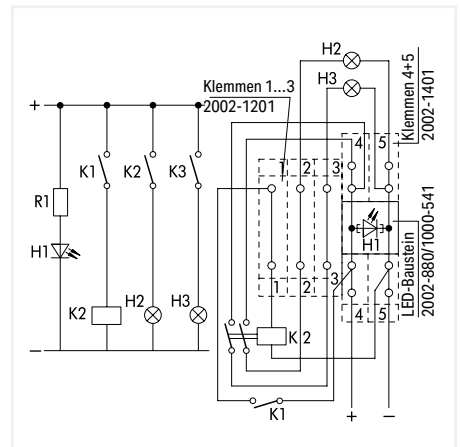 H2
H3
Klemmen 1...3
2002-1201
Klemmen 4+5
2002-1401
+
K1 K2 K3
1 2 3 4 5
R1
H1
H1
LED-Baustein
2002-880/1000-541
1 2 3
K2 H2 H3
4 5
K2
–
K1
+ –